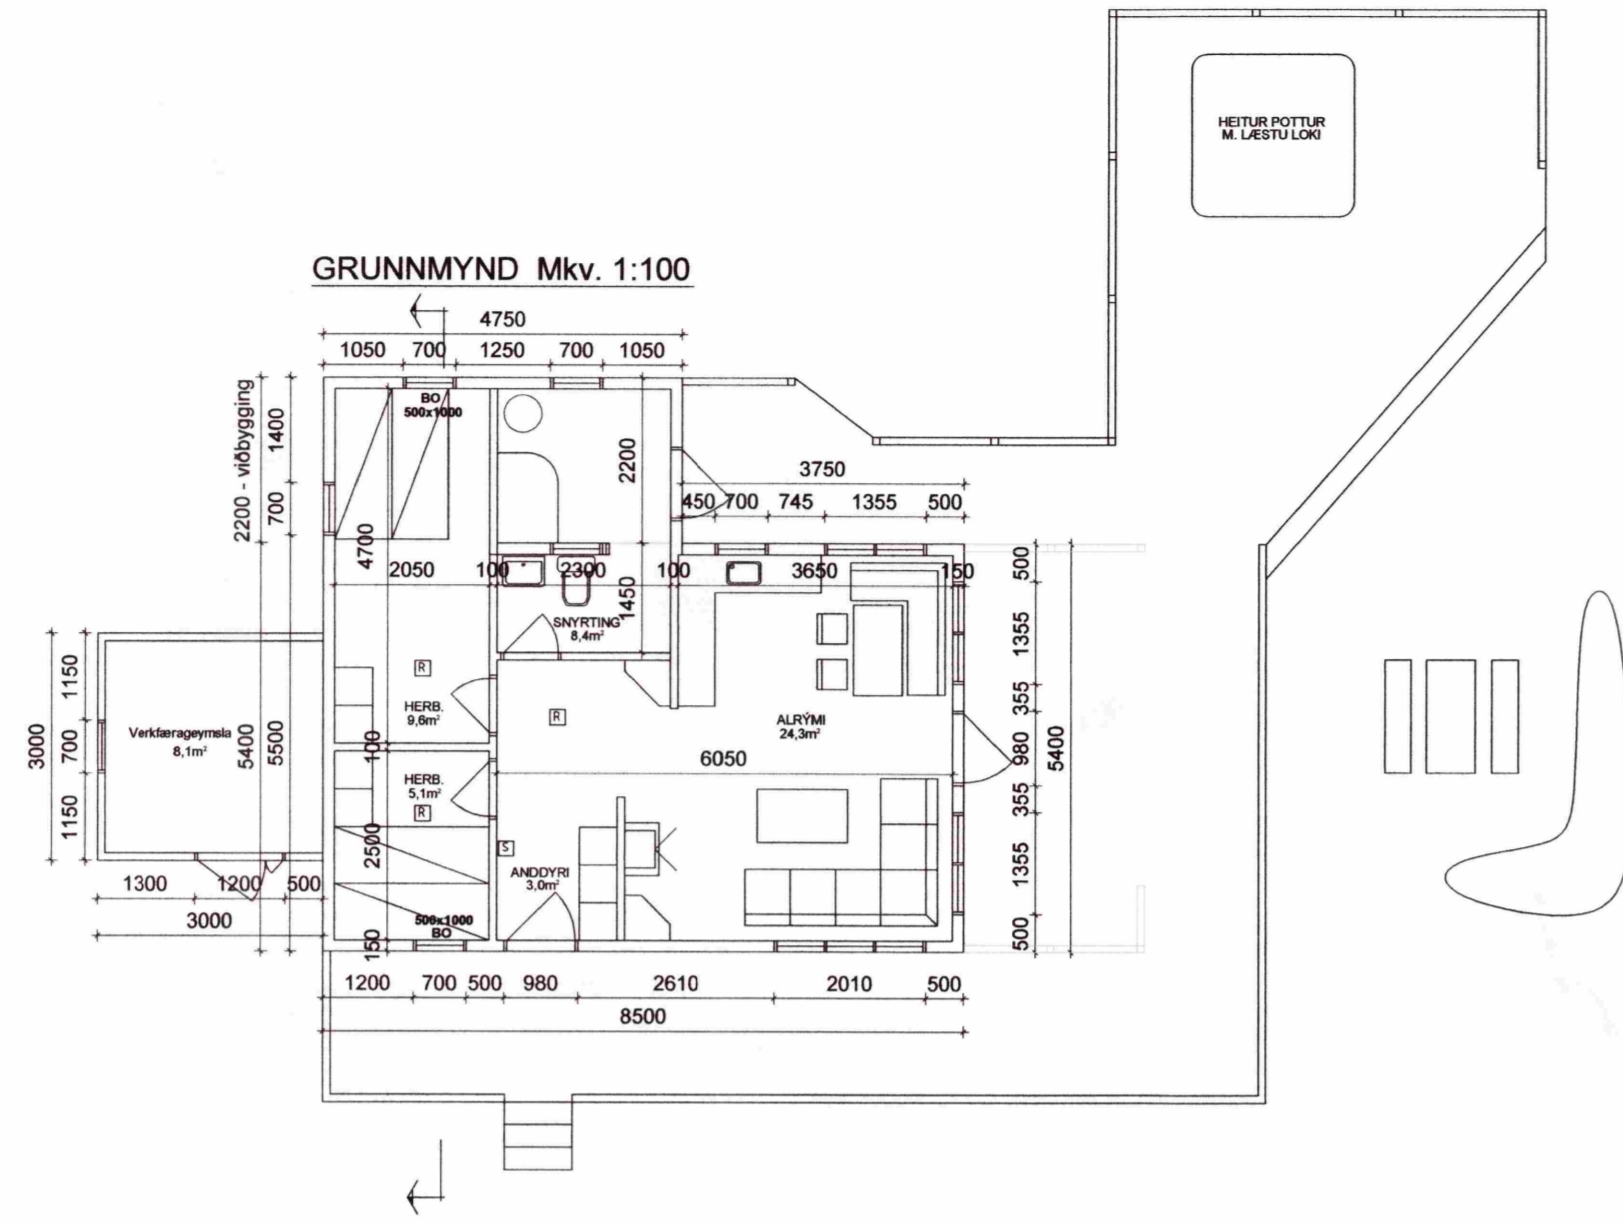 HEITUR POTTUR
M. LÆSTU LOKI
GRUNNMYND Mkv. 1:100
4750
1050 700 1250 700 1050
BO
500x1000
2200 - viðbygging
1400
700
4700
2200
3750
450 700 745 1355 500
2050 100 2300 100 3650 150
1450
SNYRTING
8,4m²
500
1355
355
980
355
1355
500
5400
3000
1150
700
1150
Verkfærageymsla
8,1m²
5400
5500
R
HERB.
9,6m²
R
ALRÝMI
24,3m²
100
6050
HERB.
5,1m²
R
2500
S
ANDDYRI
3,0m²
1300 1200 500
3000
500x1000
BO
150
1200 700 500 980 2610 2010 500
8500